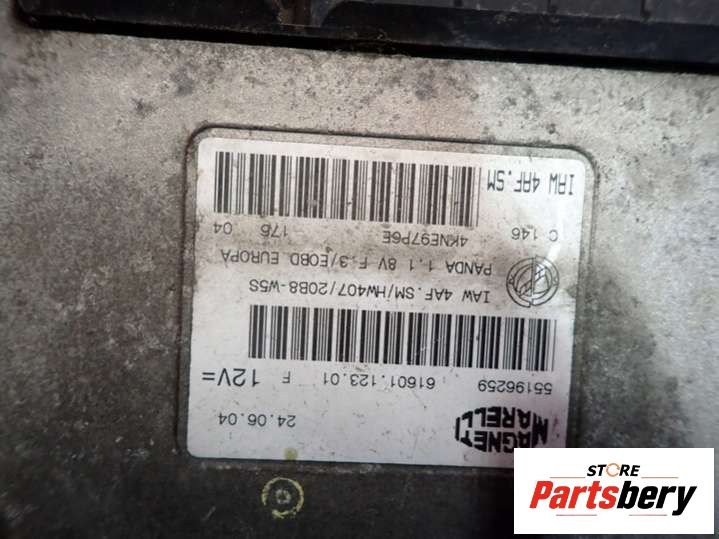 MAGNETI
MARELLI
24.06.04
55196259
61601.123.01 F 12V=
IAW 4AF.SM/HW407/20B8-W5S
PANDA 1.1 8V F.3/EOBD EUROPA
C 146 4KNE97P6E 176 04
IAW 4AF.SM
STORE
Partsbery